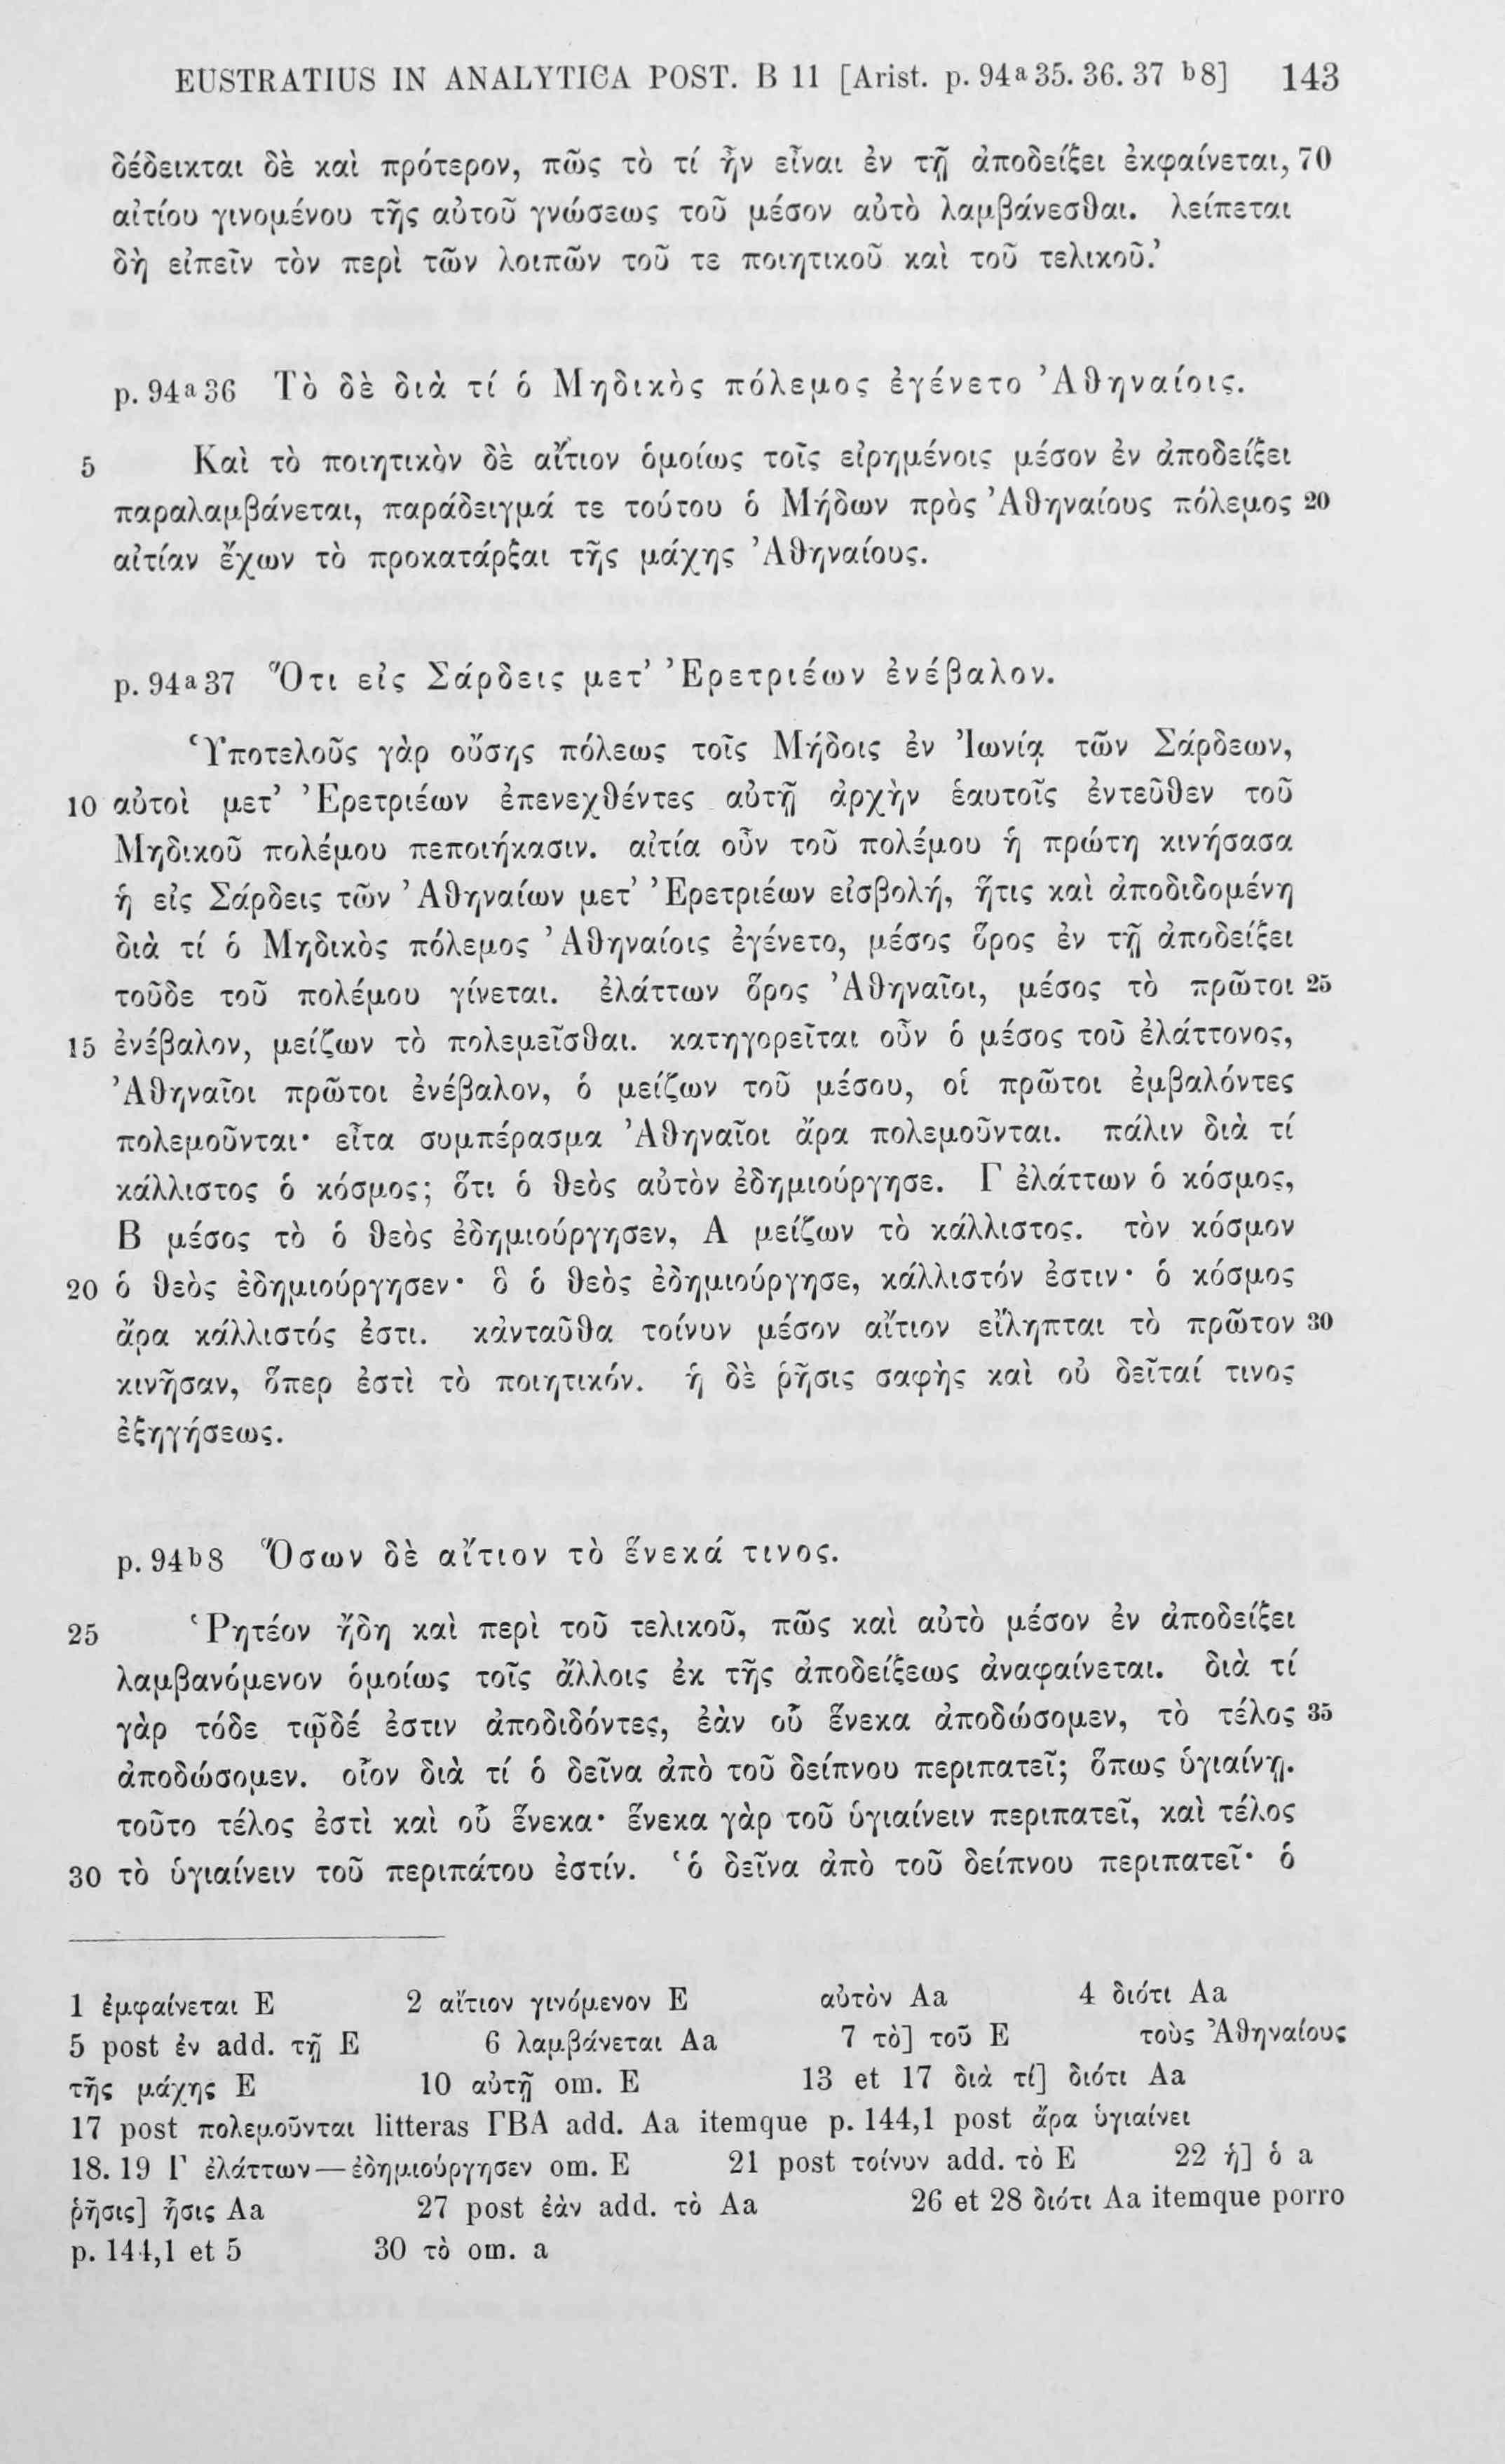 EUSTRATIUS IN ANALYTICA POST. B 11 [Arist. p. 94ᵃ35. 36. 37 ᵇ8] 143
δέδεικται δὲ καὶ πρότερον, πῶς τὸ τί ἦν εἶναι ἐν τῇ ἀποδείξει ἐκφαίνεται, 70
αἰτίου γινομένου τῆς αὐτοῦ γνώσεως τοῦ μέσον αὐτὸ λαμβάνεσθαι. λείπεται
δὴ εἰπεῖν τὸν περὶ τῶν λοιπῶν τοῦ τε ποιητικοῦ καὶ τοῦ τελικοῦ.’
p. 94ᵃ36 Τὸ δὲ διὰ τί ὁ Μηδικὸς πόλεμος ἐγένετο Ἀθηναίοις.
5 Καὶ τὸ ποιητικὸν δὲ αἴτιον ὁμοίως τοῖς εἰρημένοις μέσον ἐν ἀποδείξει
παραλαμβάνεται, παράδειγμά τε τούτου ὁ Μήδων πρὸς Ἀθηναίους πόλεμος 20
αἰτίαν ἔχων τὸ προκατάρξαι τῆς μάχης Ἀθηναίους.
p. 94ᵃ37 Ὅτι εἰς Σάρδεις μετ’ Ἐρετριέων ἐνέβαλον.
Ὑποτελοῦς γὰρ οὔσης πόλεως τοῖς Μήδοις ἐν Ἰωνίᾳ τῶν Σάρδεων,
10 αὐτοὶ μετ’ Ἐρετριέων ἐπενεχθέντες αὐτῇ ἀρχὴν ἑαυτοῖς ἐντεῦθεν τοῦ
Μηδικοῦ πολέμου πεποιήκασιν. αἰτία οὖν τοῦ πολέμου ἡ πρώτη κινήσασα
ἡ εἰς Σάρδεις τῶν Ἀθηναίων μετ’ Ἐρετριέων εἰσβολή, ἥτις καὶ ἀποδιδομένη
διὰ τί ὁ Μηδικὸς πόλεμος Ἀθηναίοις ἐγένετο, μέσος ὅρος ἐν τῇ ἀποδείξει
τοῦδε τοῦ πολέμου γίνεται. ἐλάττων ὅρος Ἀθηναῖοι, μέσος τὸ πρῶτοι 25
15 ἐνέβαλον, μείζων τὸ πολεμεῖσθαι. κατηγορεῖται οὖν ὁ μέσος τοῦ ἐλάττονος,
Ἀθηναῖοι πρῶτοι ἐνέβαλον, ὁ μείζων τοῦ μέσου, οἱ πρῶτοι ἐμβαλόντες
πολεμοῦνται· εἶτα συμπέρασμα Ἀθηναῖοι ἄρα πολεμοῦνται. πάλιν διὰ τί
κάλλιστος ὁ κόσμος; ὅτι ὁ θεὸς αὐτὸν ἐδημιούργησε. Γ ἐλάττων ὁ κόσμος,
Β μέσος τὸ ὁ θεὸς ἐδημιούργησεν, Α μείζων τὸ κάλλιστος. τὸν κόσμον
20 ὁ θεὸς ἐδημιούργησεν· ὃ ὁ θεὸς ἐδημιούργησε, κάλλιστόν ἐστιν· ὁ κόσμος
ἄρα κάλλιστός ἐστι. κἀνταῦθα τοίνυν μέσον αἴτιον εἴληπται τὸ πρῶτον 30
κινῆσαν, ὅπερ ἐστὶ τὸ ποιητικόν. ἡ δὲ ῥῆσις σαφὴς καὶ οὐ δεῖταί τινος
ἐξηγήσεως.
p. 94ᵇ8 Ὅσων δὲ αἴτιον τὸ ἕνεκά τινος.
25 Ῥητέον ἤδη καὶ περὶ τοῦ τελικοῦ, πῶς καὶ αὐτὸ μέσον ἐν ἀποδείξει
λαμβανόμενον ὁμοίως τοῖς ἄλλοις ἐκ τῆς ἀποδείξεως ἀναφαίνεται. διὰ τί
γὰρ τόδε τῷδέ ἐστιν ἀποδιδόντες, ἐὰν οὗ ἕνεκα ἀποδώσομεν, τὸ τέλος 35
ἀποδώσομεν. οἷον διὰ τί ὁ δεῖνα ἀπὸ τοῦ δείπνου περιπατεῖ; ὅπως ὑγιαίνῃ.
τοῦτο τέλος ἐστὶ καὶ οὗ ἕνεκα· ἕνεκα γὰρ τοῦ ὑγιαίνειν περιπατεῖ, καὶ τέλος
30 τὸ ὑγιαίνειν τοῦ περιπάτου ἐστίν. ‘ὁ δεῖνα ἀπὸ τοῦ δείπνου περιπατεῖ· ὁ
1 ἐμφαίνεται E 2 αἴτιον γινόμενον E αὐτὸν Aa 4 διότι Aa
5 post ἐν add. τῇ E 6 λαμβάνεται Aa 7 τὸ] τοῦ E τοὺς Ἀθηναίους
τῆς μάχης E 10 αὐτῇ om. E 13 et 17 διὰ τί] διότι Aa
17 post πολεμοῦνται litteras ΓΒΑ add. Aa itemque p. 144,1 post ἄρα ὑγιαίνει
18. 19 Γ ἐλάττων — ἐδημιούργησεν om. E 21 post τοίνυν add. τὸ E 22 ἡ] ὁ a
ῥῆσις] ἦσις Aa 27 post ἐὰν add. τὸ Aa 26 et 28 διότι Aa itemque porro
p. 144,1 et 5 30 τὸ om. a